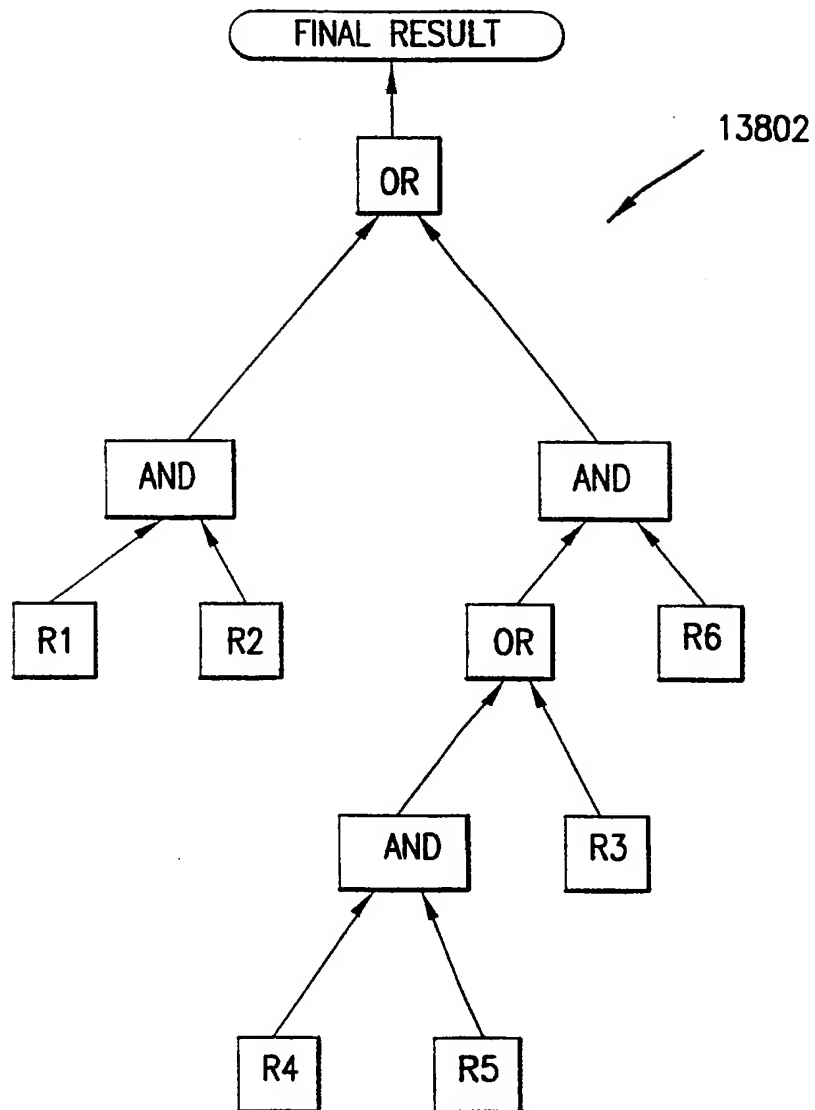 FINAL RESULT
13802
OR
AND
AND
R1
R2
OR
R6
AND
R3
R4
R5